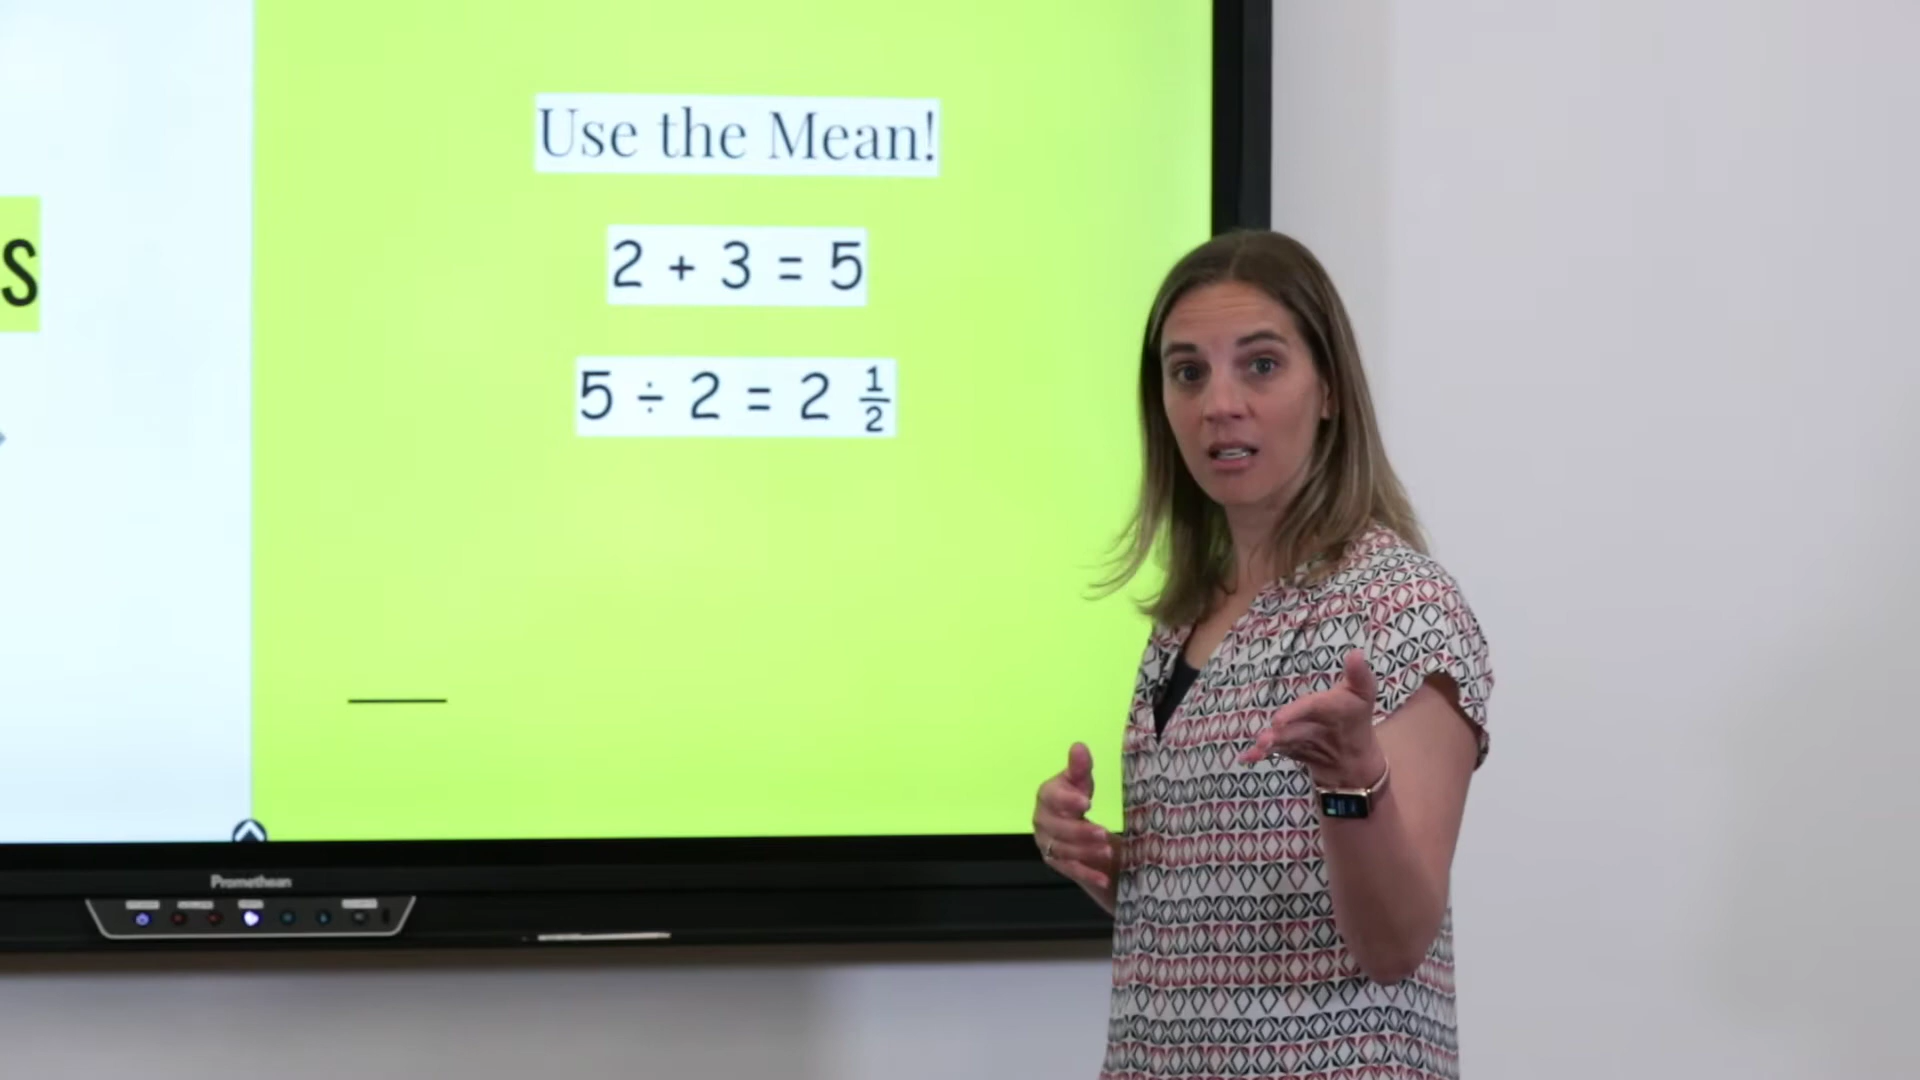 Use the Mean!
2 + 3 = 5
S
5 ÷ 2 = 2 1/2
Promethean